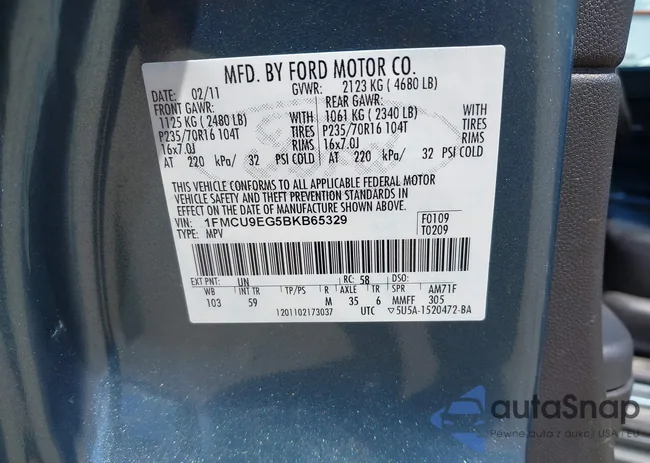 MFD. BY FORD MOTOR CO.
DATE: 02/11 GVWR: 2123 KG ( 4680 LB)
FRONT GAWR: REAR GAWR:
1125 KG ( 2480 LB) WITH 1061 KG ( 2340 LB) WITH
P235/70R16 104T TIRES P235/70R16 104T TIRES
16x7.0J RIMS 16x7.0J RIMS
AT 220 kPa/ 32 PSI COLD AT 220 kPa/ 32 PSI COLD
THIS VEHICLE CONFORMS TO ALL APPLICABLE FEDERAL MOTOR
VEHICLE SAFETY AND THEFT PREVENTION STANDARDS IN EFFECT ON THE
DATE OF MANUFACTURE SHOWN ABOVE.
VIN: 1FMCU9EG5BKB65329 F0109
TYPE: MPV T0209
EXT PNT: UN RC: 58 DSO:
WB INT TR TP/PS R AXLE TR SPR AM71F
103 59 M 35 6 MMFF 305
1201102173037 UTC ▽5U5A-1520472-BA
autoSnap
Pewne auta z aukcji USA i EU